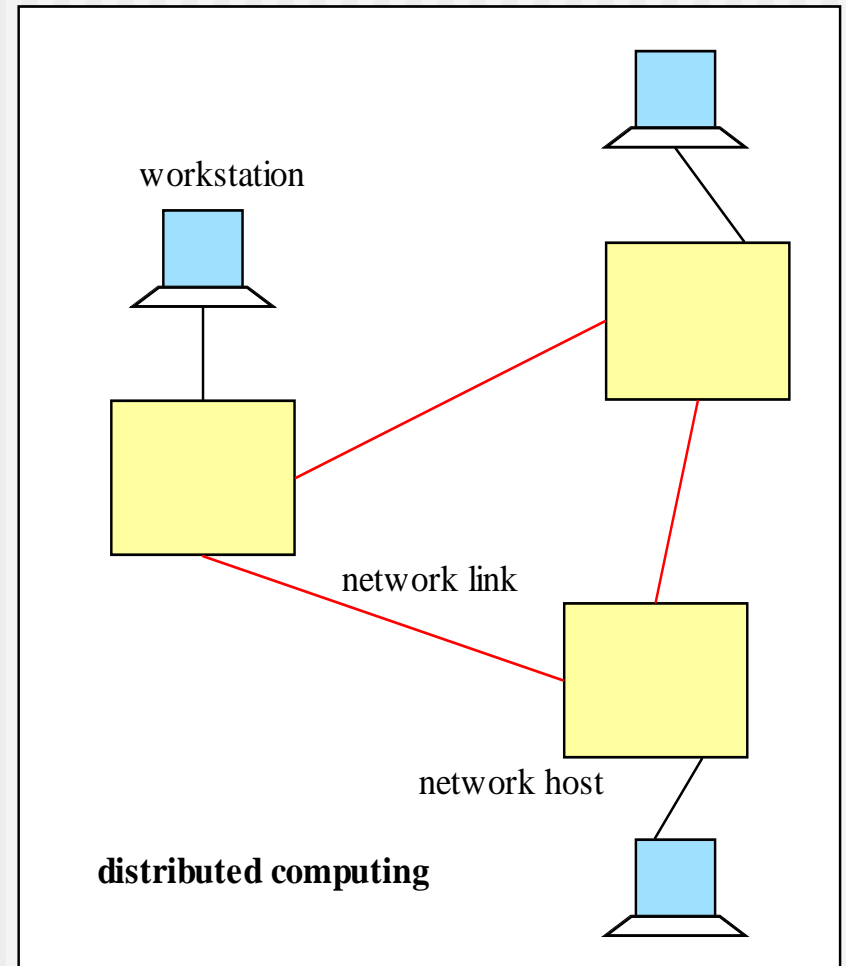 workstation
network link
network host
distributed computing